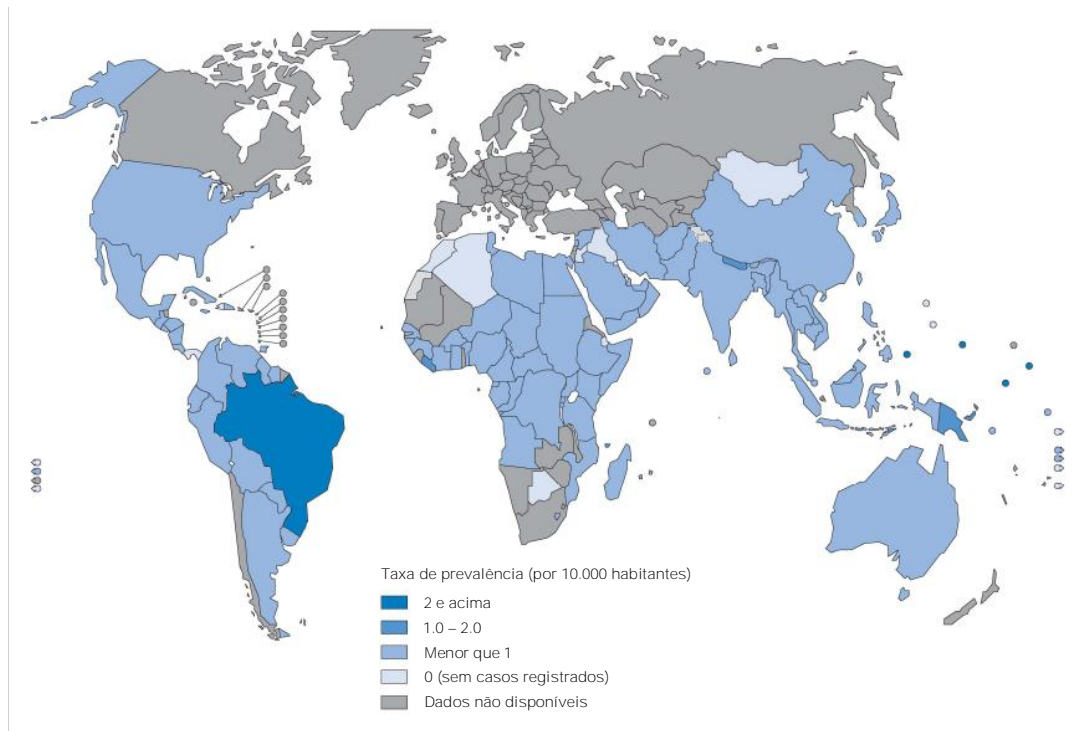 Taxa de prevalência (por 10.000 habitantes)
2 e acima
1.0 – 2.0
Menor que 1
0 (sem casos registrados)
Dados não disponíveis